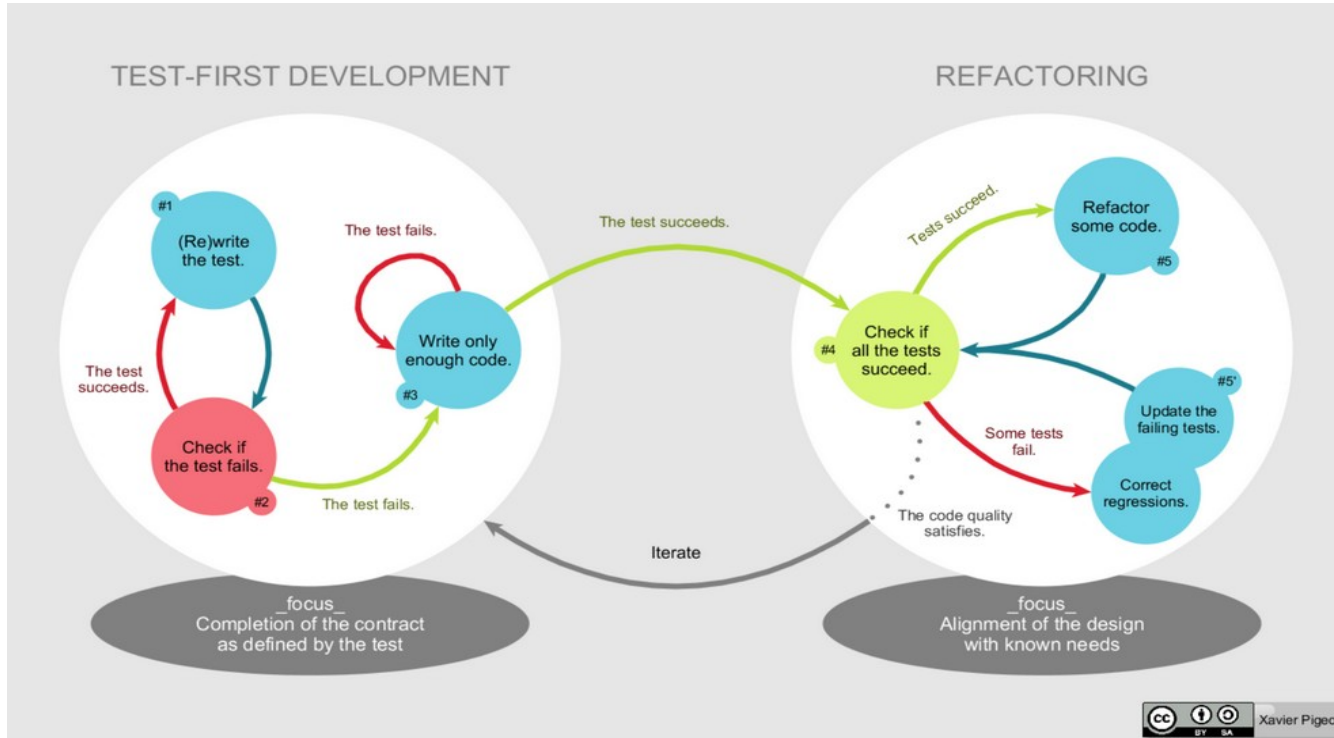 TEST-FIRST DEVELOPMENT
REFACTORING
#1
(Re)write
the test.
The test fails.
The test succeeds.
Tests succeed.
Refactor
some code.
#5
Write only
enough code.
#3
#4
Check if
all the tests
succeed.
The test
succeeds.
#5'
Update the
failing tests.
Check if
the test fails.
#2
The test fails.
Some tests
fail.
Correct
regressions.
The code quality
satisfies.
Iterate
_focus_
Completion of the contract
as defined by the test
_focus_
Alignment of the design
with known needs
cc
BY SA
Xavier